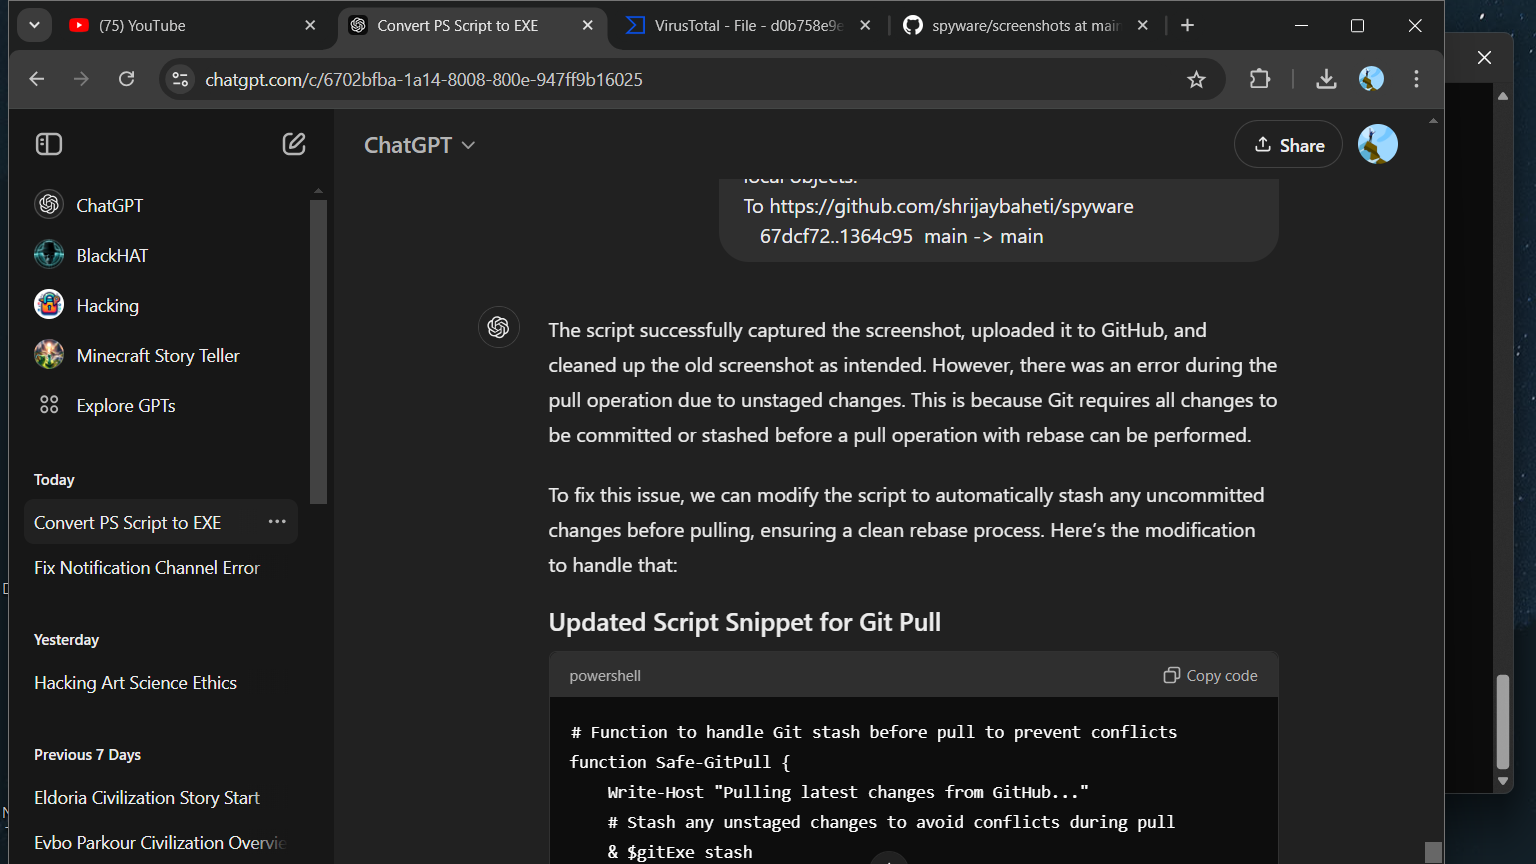 (75) YouTube
Convert PS Script to EXE
VirusTotal - File - d0b758e9e
spyware/screenshots at main
chatgpt.com/c/6702bfba-1a14-8008-800e-947ff9b16025
ChatGPT
Share
ChatGPT
BlackHAT
Hacking
Minecraft Story Teller
Explore GPTs
Today
Convert PS Script to EXE
Fix Notification Channel Error
Yesterday
Hacking Art Science Ethics
Previous 7 Days
Eldoria Civilization Story Start
Evbo Parkour Civilization Overvie
local objects.
To https://github.com/shrijaybaheti/spyware
67dcf72..1364c95  main -> main
The script successfully captured the screenshot, uploaded it to GitHub, and
cleaned up the old screenshot as intended. However, there was an error during the
pull operation due to unstaged changes. This is because Git requires all changes to
be committed or stashed before a pull operation with rebase can be performed.
To fix this issue, we can modify the script to automatically stash any uncommitted
changes before pulling, ensuring a clean rebase process. Here’s the modification
to handle that:
Updated Script Snippet for Git Pull
powershell
Copy code
# Function to handle Git stash before pull to prevent conflicts
function Safe-GitPull {
Write-Host "Pulling latest changes from GitHub..."
# Stash any unstaged changes to avoid conflicts during pull
& $gitExe stash